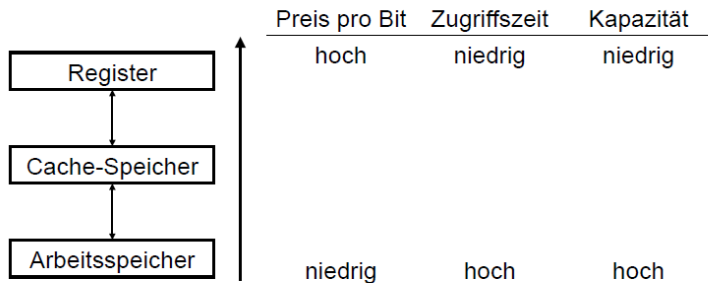 Preis pro Bit Zugriffszeit Kapazität
hoch niedrig niedrig
Register
Cache-Speicher
Arbeitsspeicher
niedrig hoch hoch